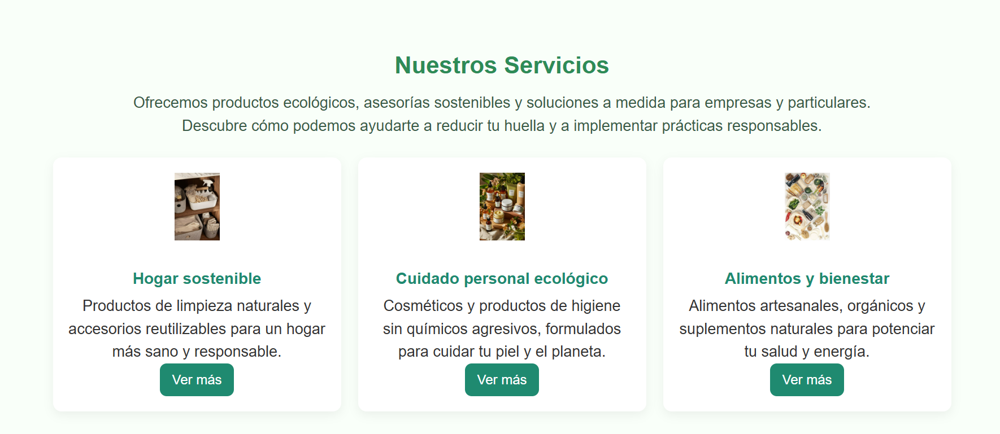 Nuestros Servicios
Ofrecemos productos ecológicos, asesorías sostenibles y soluciones a medida para empresas y particulares.
Descubre cómo podemos ayudarte a reducir tu huella y a implementar prácticas responsables.
Hogar sostenible
Productos de limpieza naturales y
accesorios reutilizables para un hogar
más sano y responsable.
Ver más
Cuidado personal ecológico
Cosméticos y productos de higiene
sin químicos agresivos, formulados
para cuidar tu piel y el planeta.
Ver más
Alimentos y bienestar
Alimentos artesanales, orgánicos y
suplementos naturales para potenciar
tu salud y energía.
Ver más